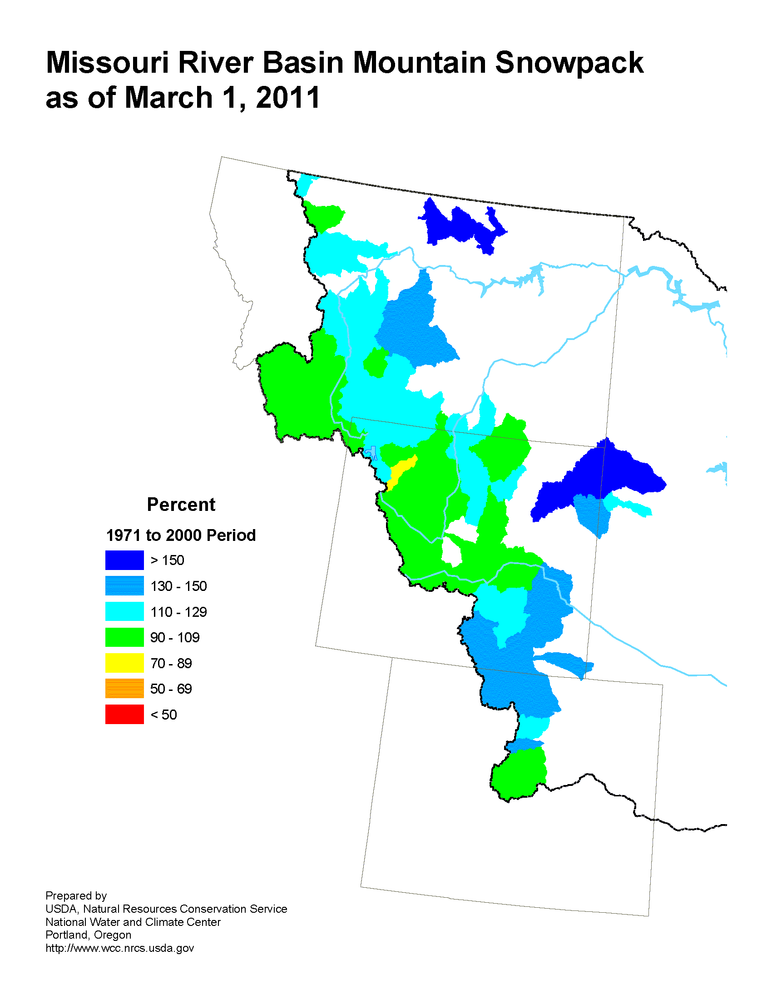 Missouri River Basin Mountain Snowpack
as of March 1, 2011
Percent
1971 to 2000 Period
> 150
130 - 150
110 - 129
90 - 109
70 - 89
50 - 69
< 50
Prepared by
USDA, Natural Resources Conservation Service
National Water and Climate Center
Portland, Oregon
http://www.wcc.nrcs.usda.gov